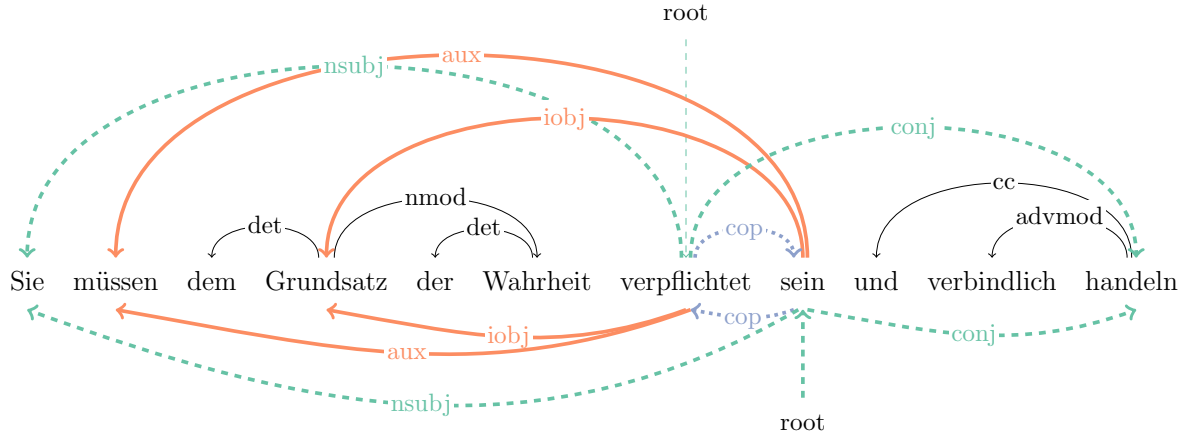 root
aux
nsubj
iobj
conj
cc
nmod
advmod
det
det
cop
Sie müssen dem Grundsatz der Wahrheit verpflichtet sein und verbindlich handeln
cop
iobj
conj
aux
nsubj
root